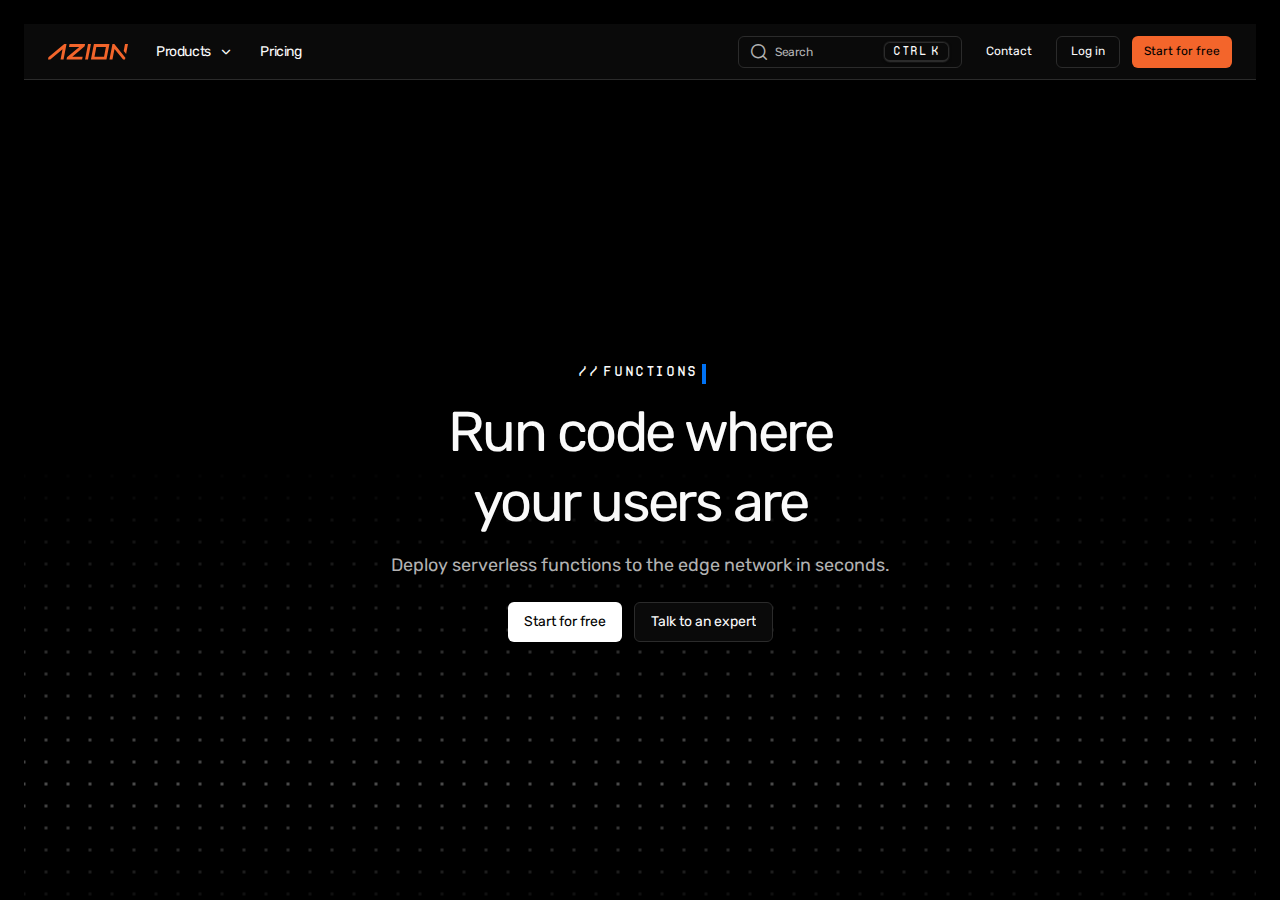 AZION
Products
Pricing
Search
CTRL K
Contact
Log in
Start for free
//FUNCTIONS
Run code where
your users are
Deploy serverless functions to the edge network in seconds.
Start for free
Talk to an expert